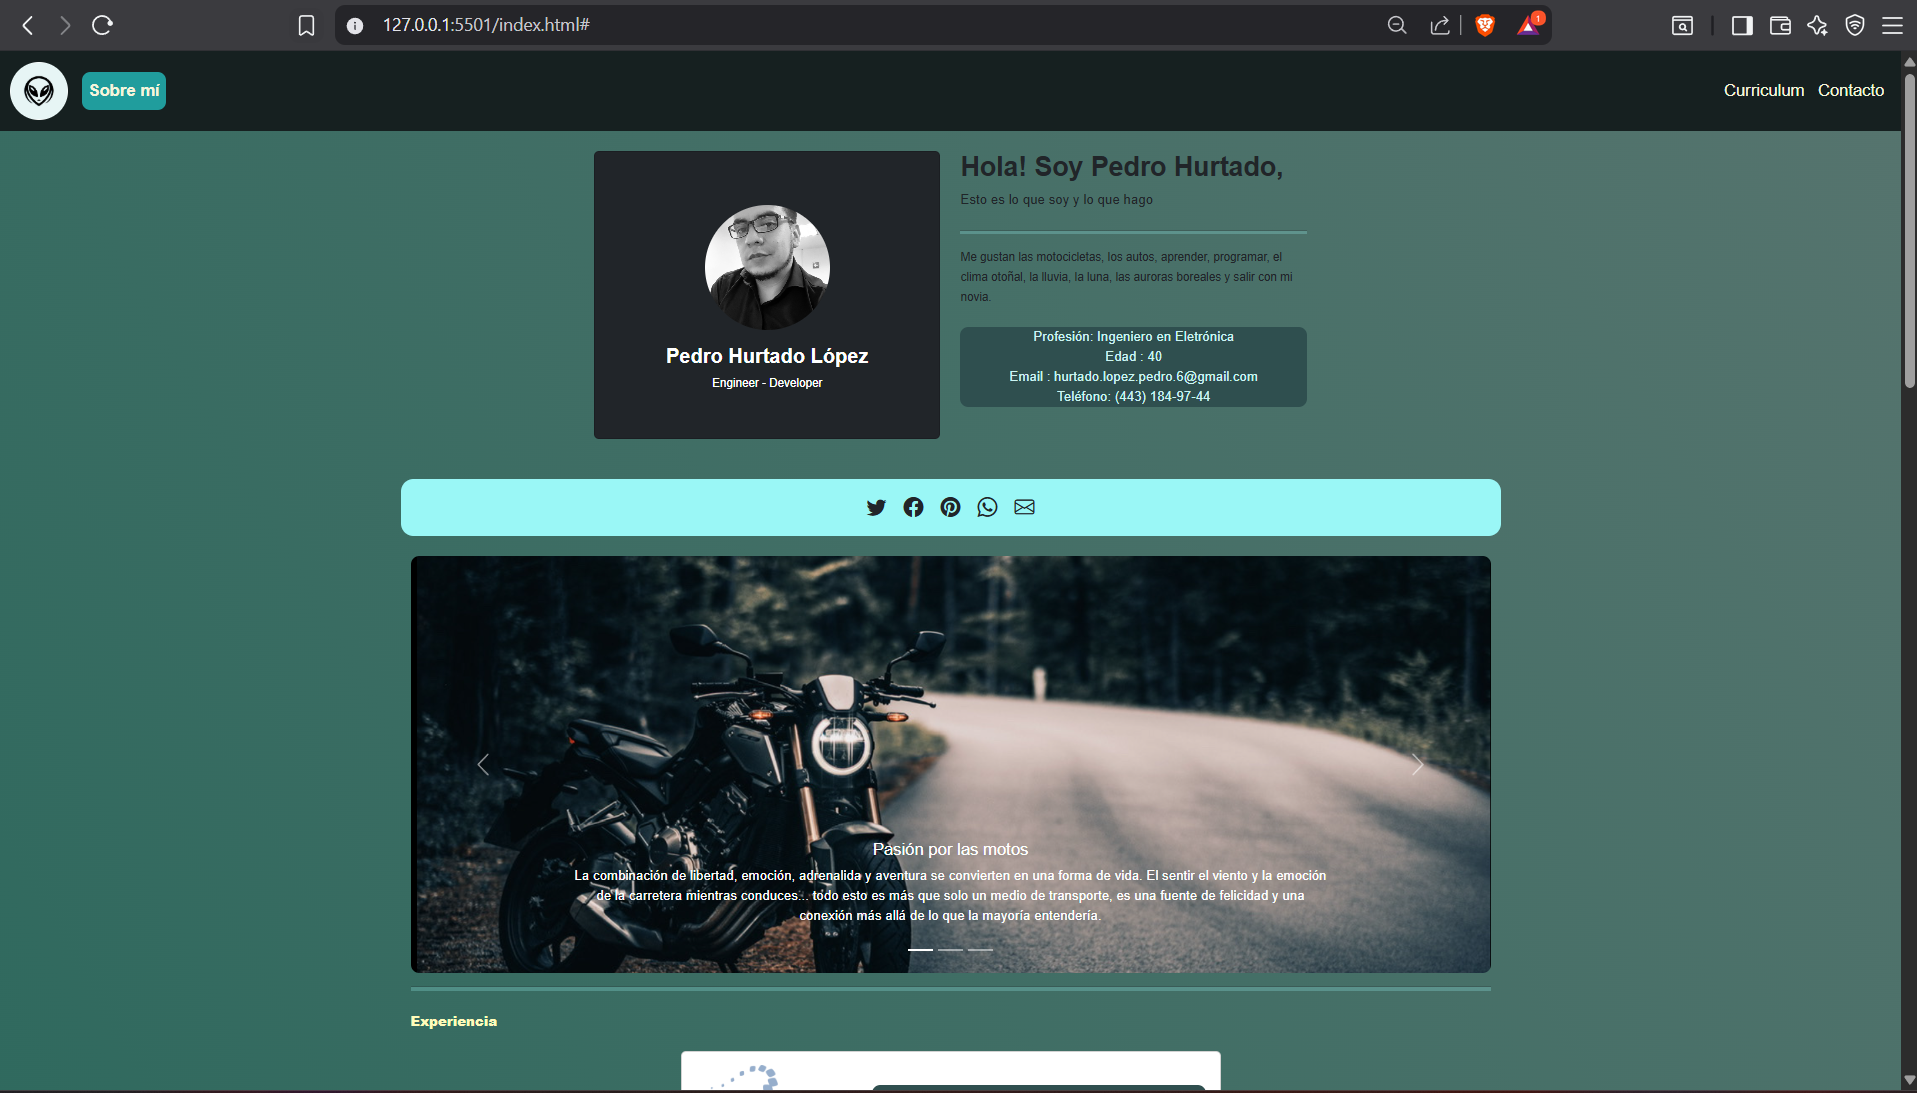 127.0.0.1:5501/index.html#
1
Sobre mí
Curriculum Contacto
Pedro Hurtado López
Engineer - Developer
Hola! Soy Pedro Hurtado,
Esto es lo que soy y lo que hago
Me gustan las motocicletas, los autos, aprender, programar, el
clima otoñal, la lluvia, la luna, las auroras boreales y salir con mi
novia.
Profesión: Ingeniero en Eletrónica
Edad : 40
Email : hurtado.lopez.pedro.6@gmail.com
Teléfono: (443) 184-97-44
Pasión por las motos
La combinación de libertad, emoción, adrenalida y aventura se convierten en una forma de vida. El sentir el viento y la emoción
de la carretera mientras conduces... todo esto es más que solo un medio de transporte, es una fuente de felicidad y una
conexión más allá de lo que la mayoría entendería.
Experiencia